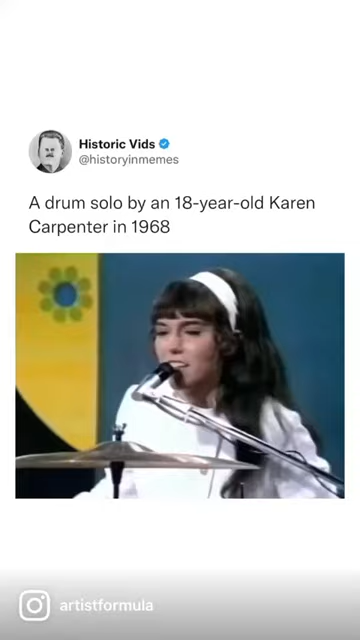 Historic Vids
@historyinmemes
A drum solo by an 18-year-old Karen
Carpenter in 1968
artistformula